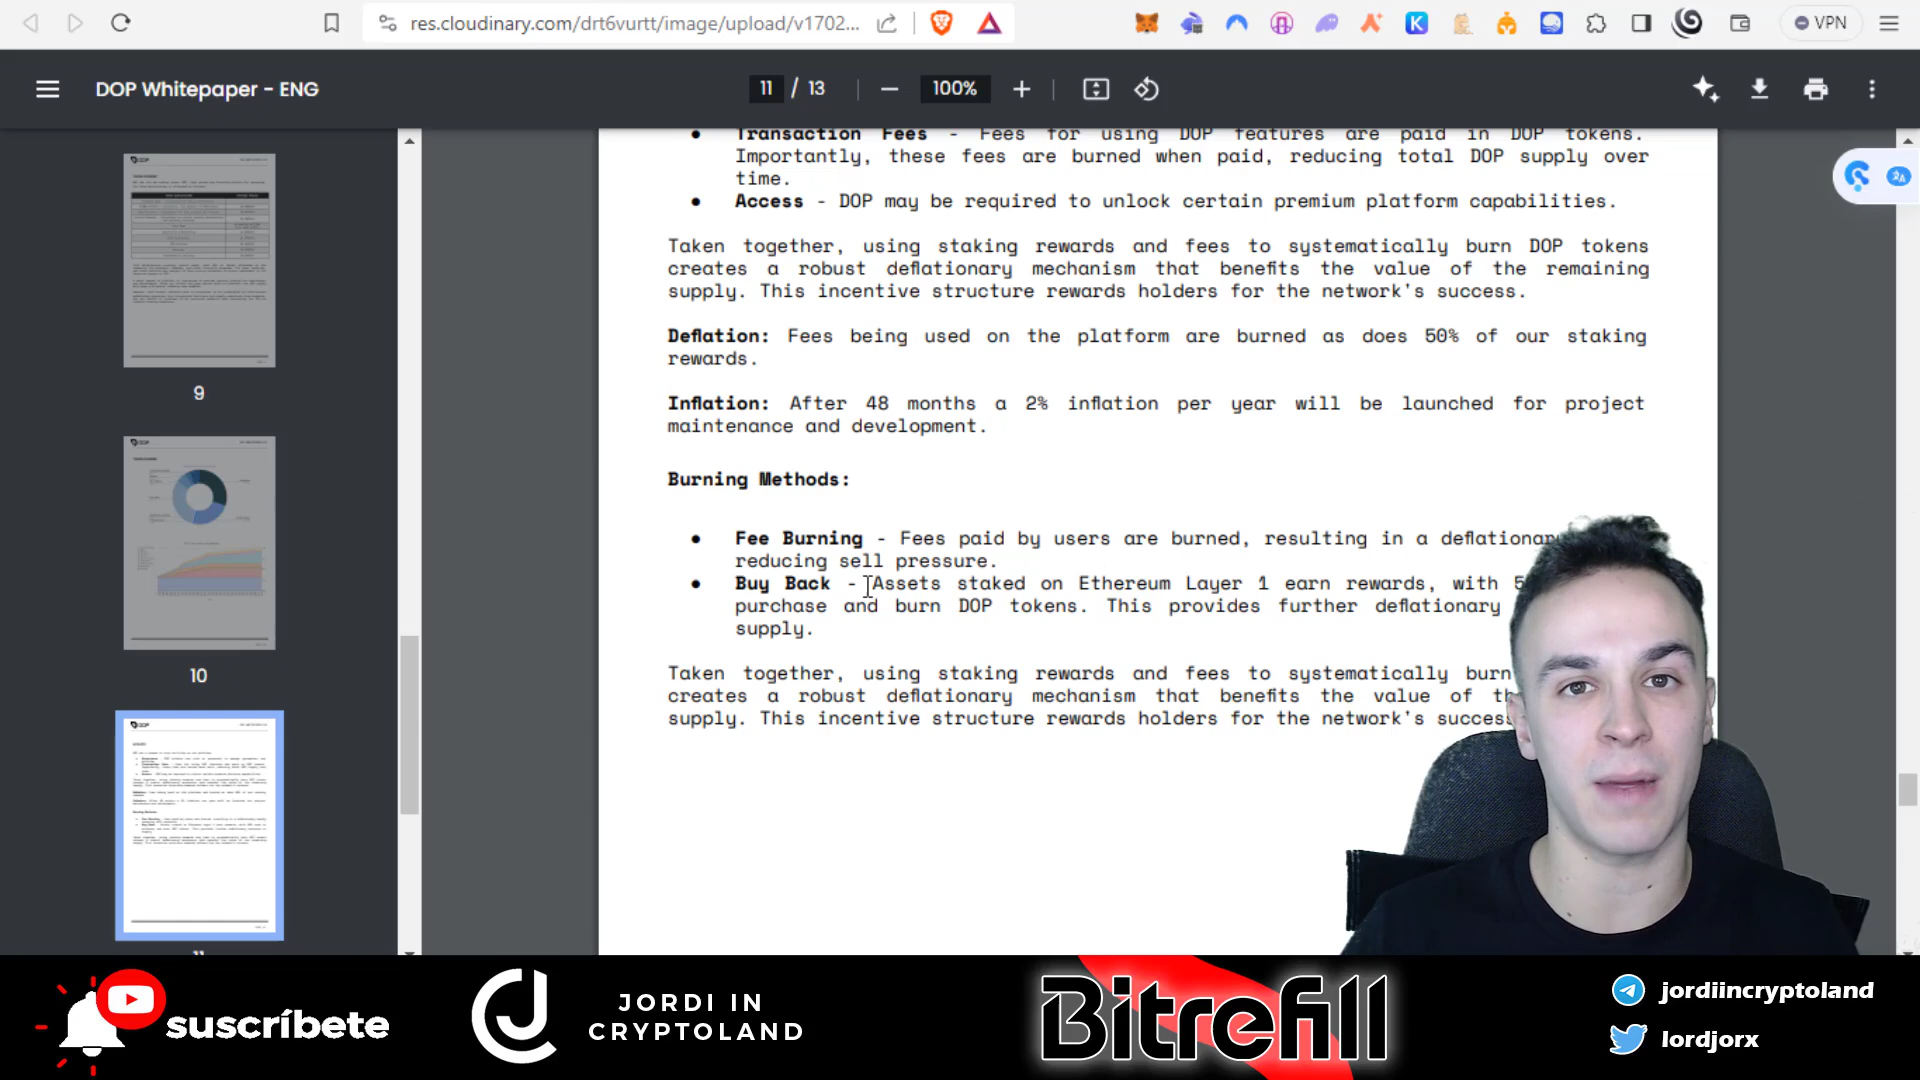 res.cloudinary.com/drt6vurtt/image/upload/v1702...
VPN
DOP Whitepaper - ENG
11 / 13
100%
Transaction Fees - Fees for using DOP features are paid in DOP tokens.
Importantly, these fees are burned when paid, reducing total DOP supply over
time.
Access - DOP may be required to unlock certain premium platform capabilities.
Taken together, using staking rewards and fees to systematically burn DOP tokens
creates a robust deflationary mechanism that benefits the value of the remaining
supply. This incentive structure rewards holders for the network's success.
Deflation: Fees being used on the platform are burned as does 50% of our staking
rewards.
Inflation: After 48 months a 2% inflation per year will be launched for project
maintenance and development.
Burning Methods:
Fee Burning - Fees paid by users are burned, resulting in a deflationary
reducing sell pressure.
Buy Back - Assets staked on Ethereum Layer 1 earn rewards, with
purchase and burn DOP tokens. This provides further deflationary
supply.
Taken together, using staking rewards and fees to systematically burn
creates a robust deflationary mechanism that benefits the value of
supply. This incentive structure rewards holders for the network's success
9
10
suscríbete
JORDI IN
CRYPTOLAND
Bitrefill
jordiincryptoland
lordjorx